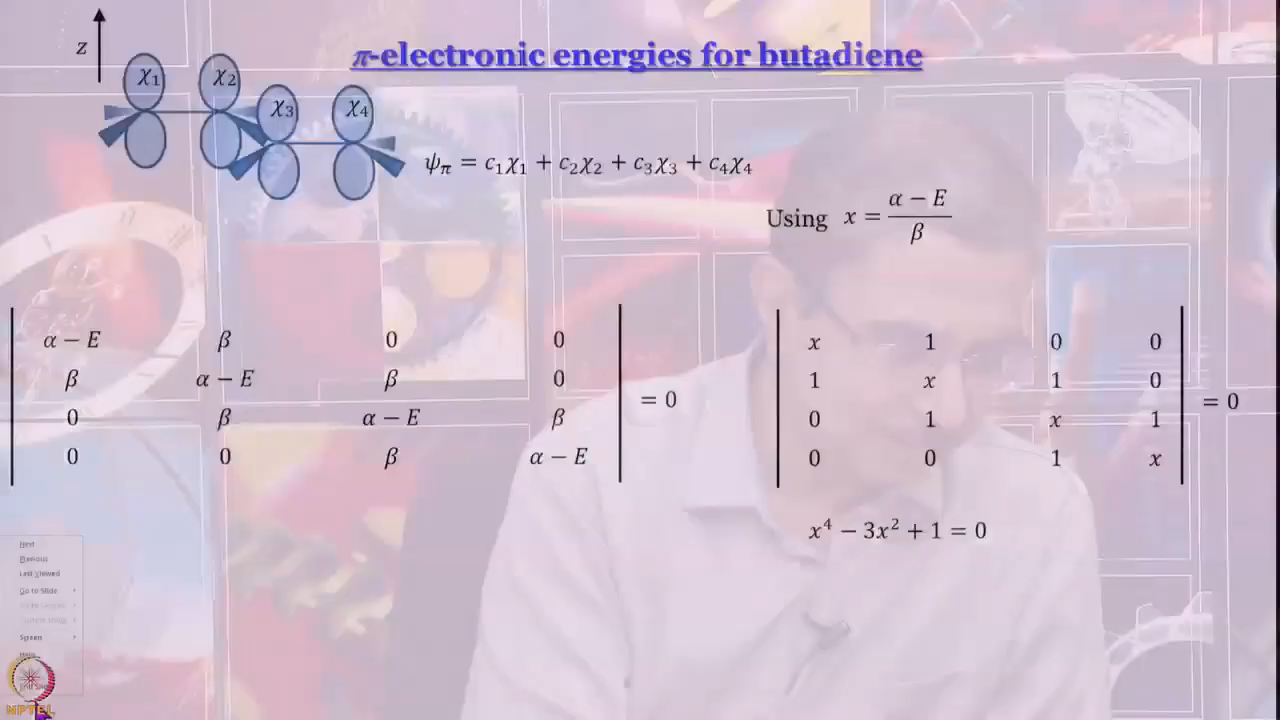 π-electronic energies for butadiene
z
χ₁ χ₂ χ₃ χ₄
ψ_π = c₁χ₁ + c₂χ₂ + c₃χ₃ + c₄χ₄
Using x = (α − E)/β
α − E β 0 0
β α − E β 0
0 β α − E β
0 0 β α − E
= 0
x 1 0 0
1 x 1 0
0 1 x 1
0 0 1 x
= 0
x⁴ − 3x² + 1 = 0
Next
Previous
Last Viewed
Go to Slide
Screen
NPTEL